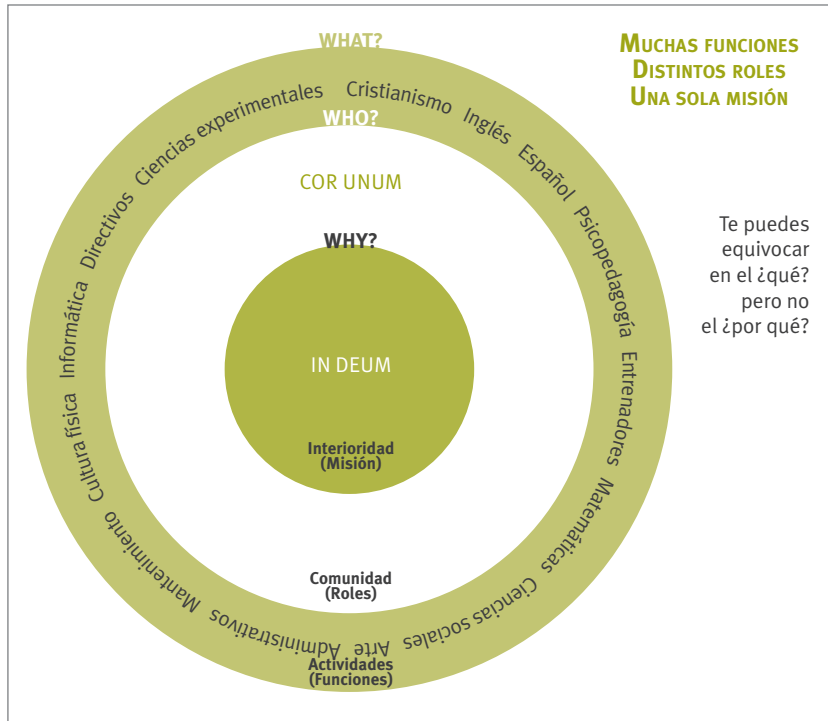 WHAT?
MUCHAS FUNCIONES
DISTINTOS ROLES
UNA SOLA MISIÓN
Cristianismo Inglés Español Psicopedagogía Entrenadores Matemáticas Ciencias sociales Arte Administrativos Mantenimiento Cultura física Informática Directivos Ciencias experimentales
WHO?
COR UNUM
WHY?
Te puedes
equivocar
en el ¿qué?
pero no
el ¿por qué?
IN DEUM
Interioridad
(Misión)
Comunidad
(Roles)
Actividades
(Funciones)